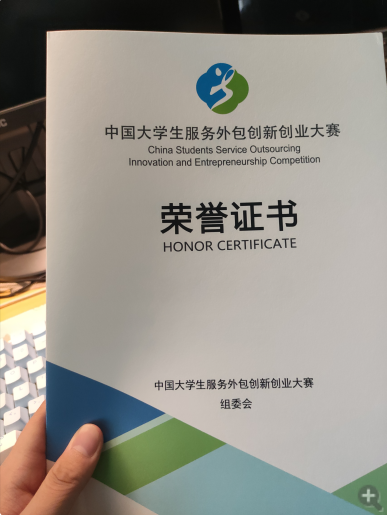 中国大学生服务外包创新创业大赛
China Students Service Outsourcing
Innovation and Entrepreneurship Competition
荣誉证书
HONOR CERTIFICATE
中国大学生服务外包创新创业大赛
组委会